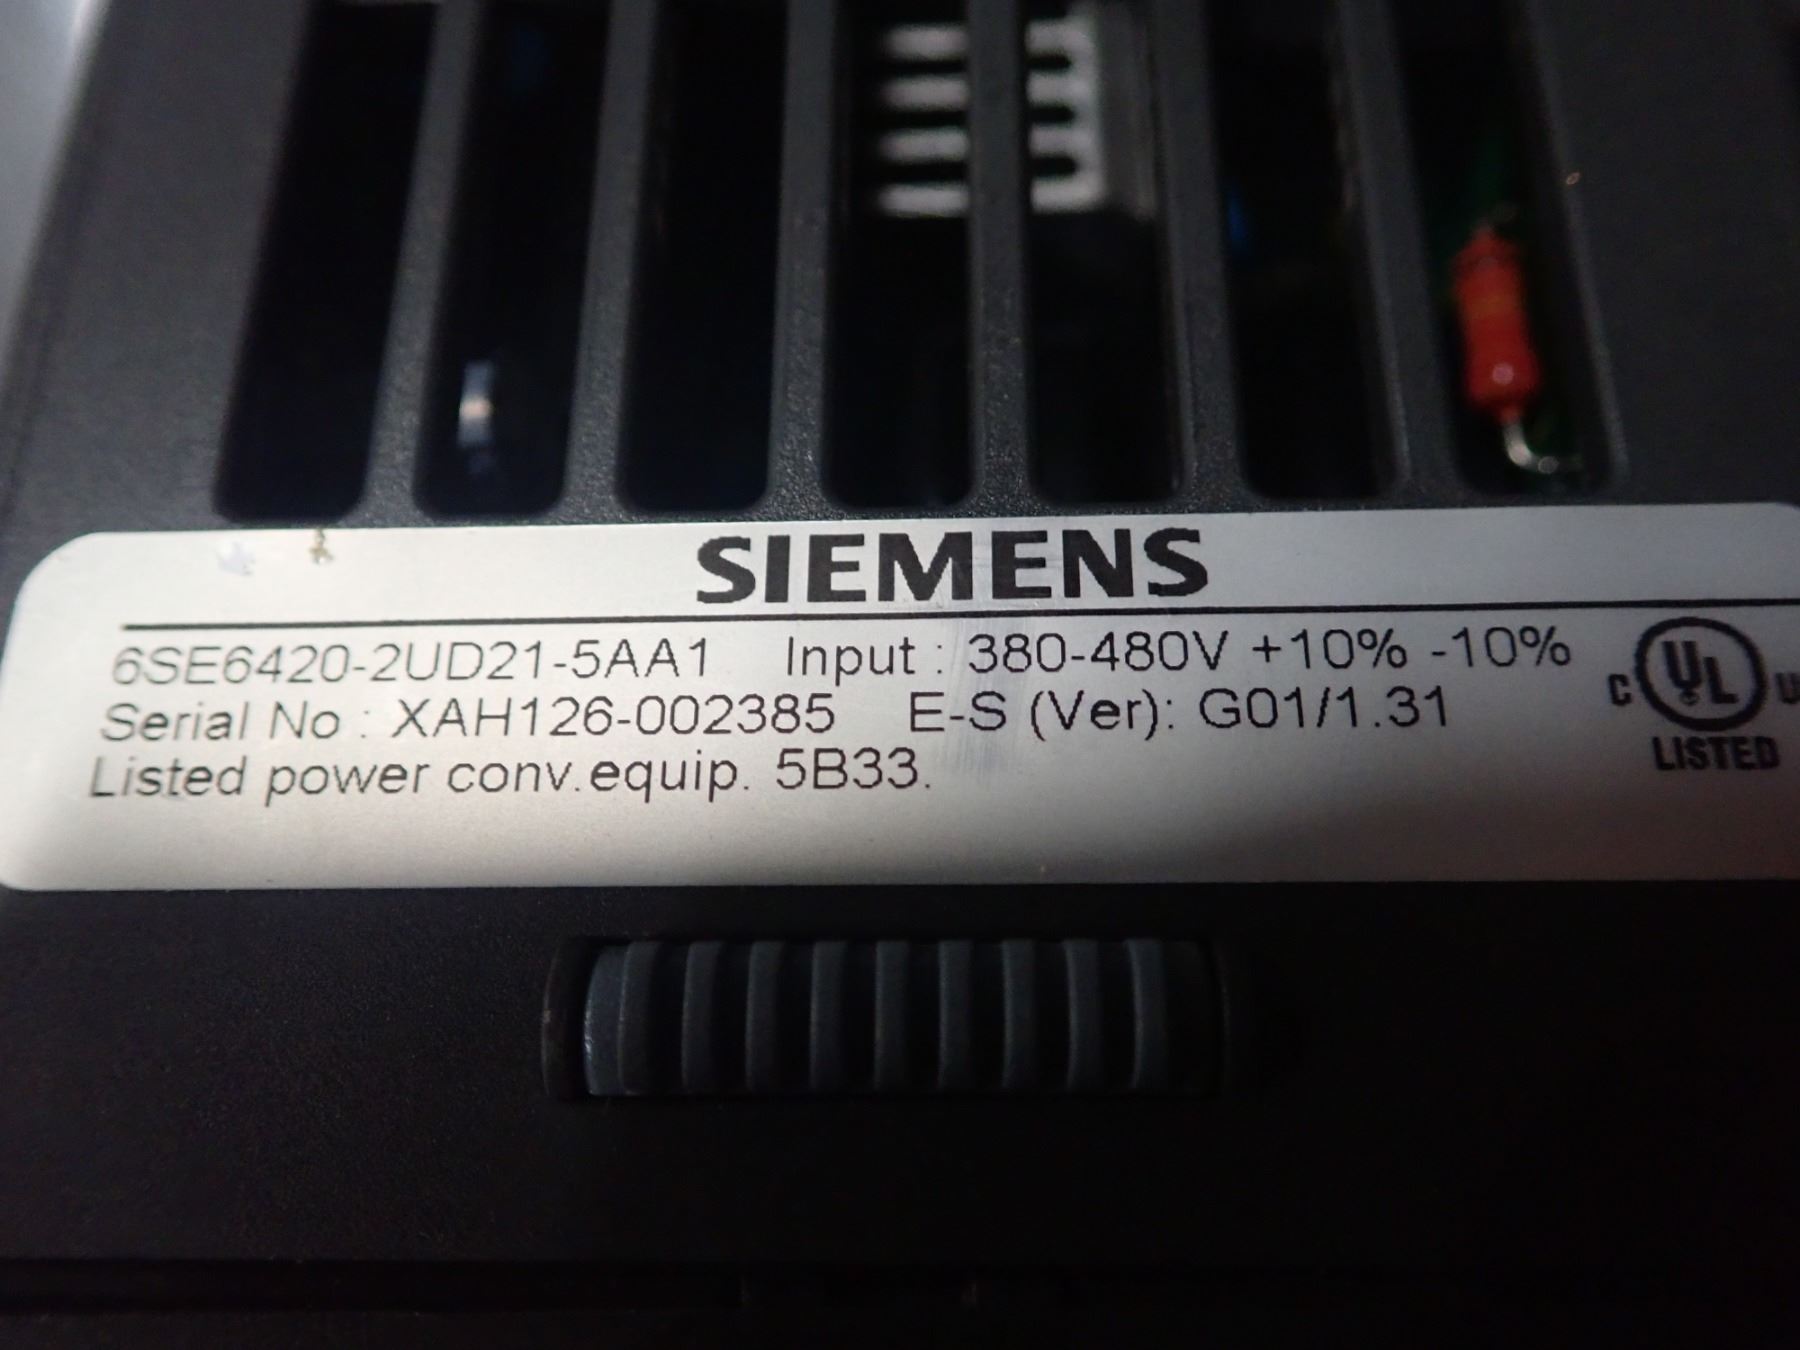 SIEMENS
6SE6420-2UD21-5AA1 Input : 380-480V +10% -10%
Serial No : XAH126-002385 E-S (Ver): G01/1.31
Listed power conv.equip. 5B33.
C UL U
LISTED